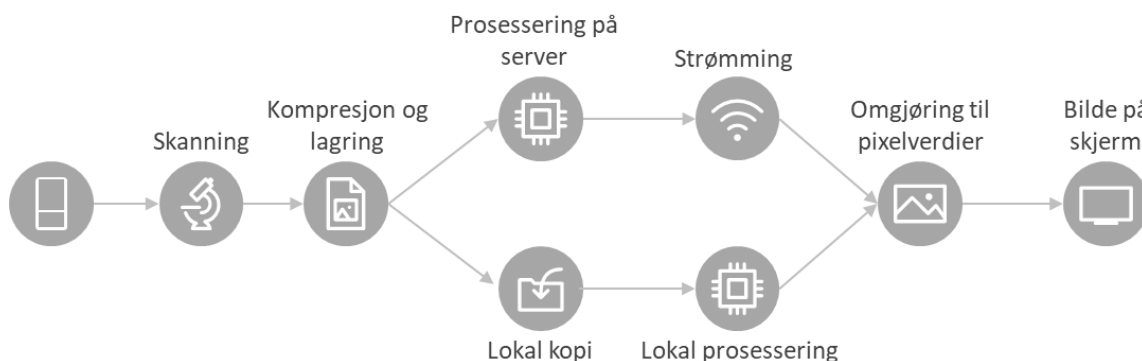 Prosessering på
server
Strømming
Skanning
Kompresjon og
lagring
Omgjøring til
pixelverdier
Bilde på
skjerm
Lokal kopi
Lokal prosessering